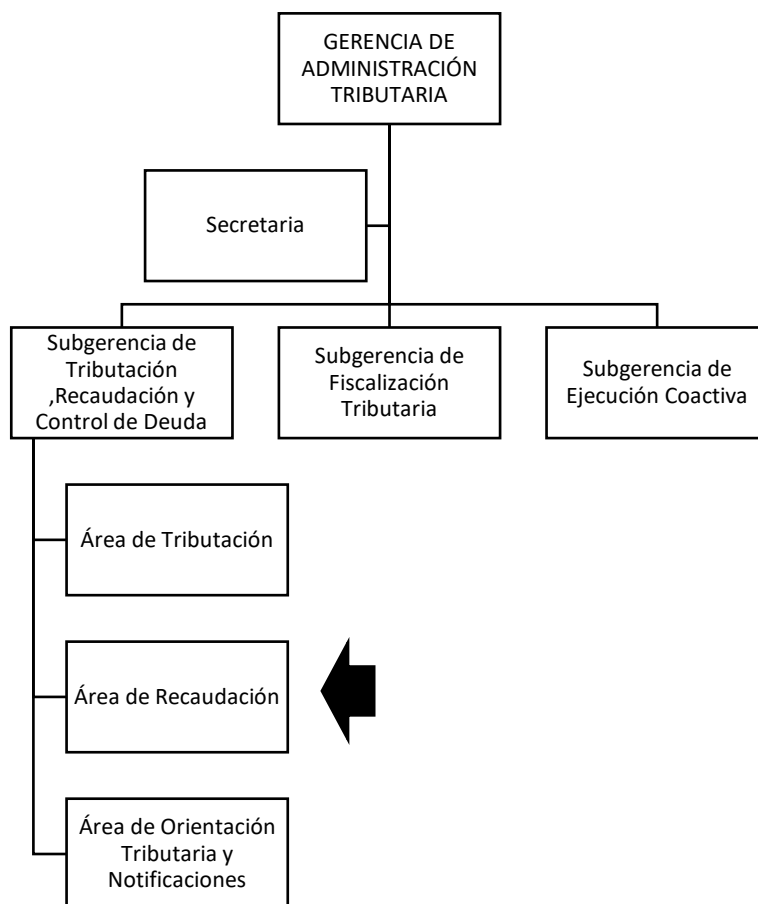 GERENCIA DE
ADMINISTRACIÓN
TRIBUTARIA
Secretaria
Subgerencia de
Tributación
,Recaudación y
Control de Deuda
Subgerencia de
Fiscalización
Tributaria
Subgerencia de
Ejecución Coactiva
Área de Tributación
Área de Recaudación
Área de Orientación
Tributaria y
Notificaciones